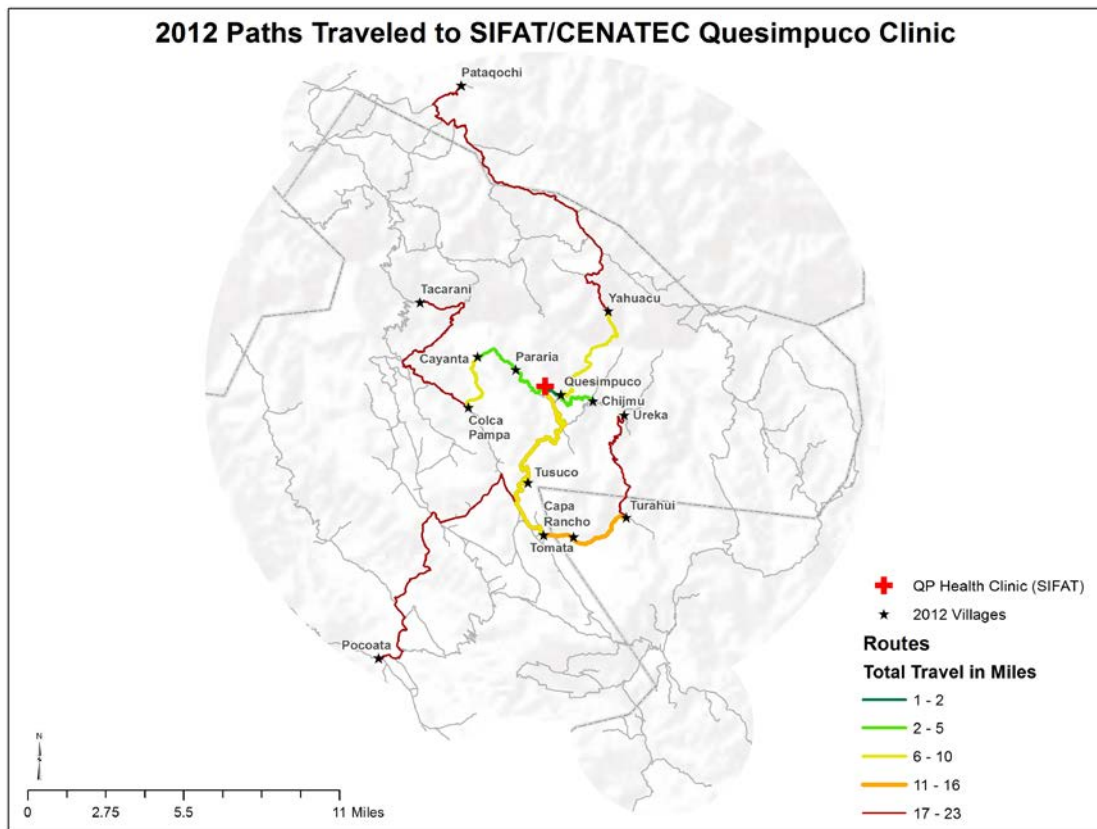 2012 Paths Traveled to SIFAT/CENATEC Quesimpuco Clinic
Pataqochi
Tacarani
Yahuacu
Cayanta
Pararia
Quesimpuco
Chijmu
Ureka
Colca
Pampa
Tusuco
Capa
Rancho
Turahui
Tomata
Pocoata
QP Health Clinic (SIFAT)
2012 Villages
Routes
Total Travel in Miles
1 - 2
2 - 5
6 - 10
11 - 16
17 - 23
N
0 2.75 5.5 11 Miles